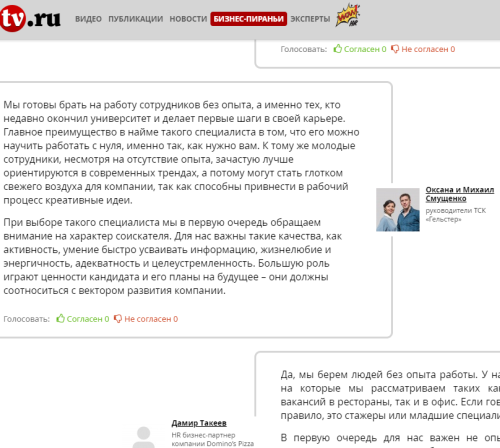 tv.ru
ВИДЕО ПУБЛИКАЦИИ НОВОСТИ БИЗНЕС-ПИРАНЬИ ЭКСПЕРТЫ WOW
Голосовать: Согласен 0 Не согласен 0
Мы готовы брать на работу сотрудников без опыта, а именно тех, кто
недавно окончил университет и делает первые шаги в своей карьере.
Главное преимущество в найме такого специалиста в том, что его можно
научить работать с нуля, именно так, как нужно вам. К тому же молодые
сотрудники, несмотря на отсутствие опыта, зачастую лучше
ориентируются в современных трендах, а потому могут стать глотком
свежего воздуха для компании, так как способны привнести в рабочий
процесс креативные идеи.
При выборе такого специалиста мы в первую очередь обращаем
внимание на характер соискателя. Для нас важны такие качества, как
активность, умение быстро усваивать информацию, жизнелюбие и
энергичность, адекватность и целеустремленность. Большую роль
играют ценности кандидата и его планы на будущее – они должны
соотноситься с вектором развития компании.
Оксана и Михаил
Смущенко
руководители ТСК
«Гельстер»
Голосовать: Согласен 0 Не согласен 0
Да, мы берем людей без опыта работы. У на
на которые мы рассматриваем таких ка
вакансий в рестораны, так и в офис. Если гов
правило, это стажеры или младшие специали
В первую очередь для нас важен не оп
Дамир Такеев
HR бизнес-партнер
компании Domino's Pizza